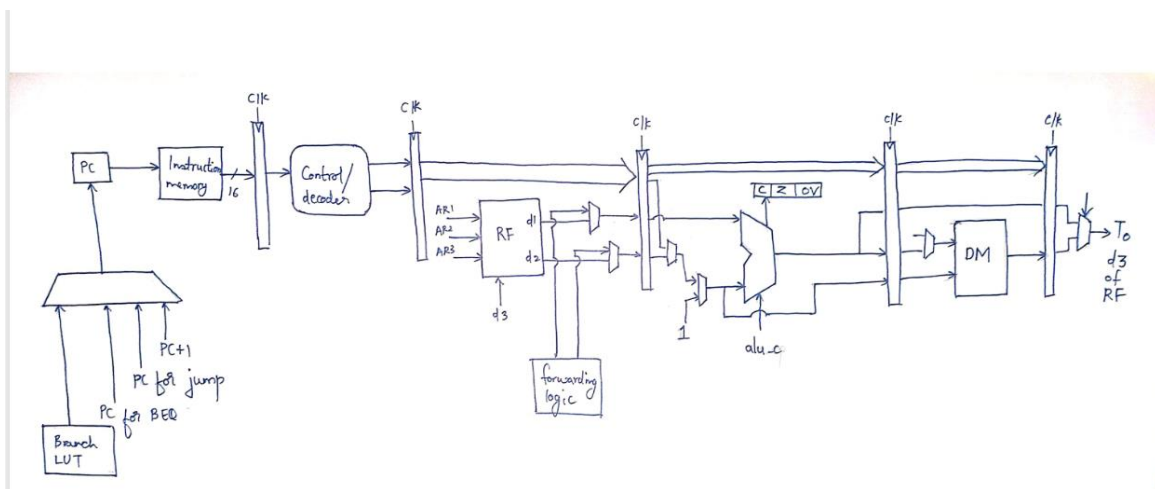 Clk
Clk
Clk
clk
clk
PC
Instruction
memory
16
Control/
decoder
AR1
AR2
AR3
RF
d1
d2
d3
C Z OV
DM
To
d3
of
RF
1
alu_c
forwarding
logic
PC+1
PC for jump
PC for BEQ
Branch
LUT